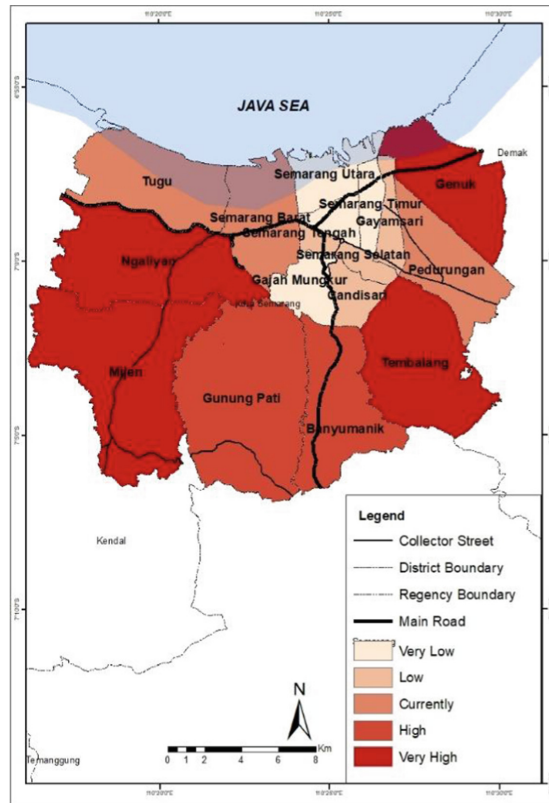 JAVA SEA
Demak
Tugu
Semarang Utara
Genuk
Semarang Timur
Semarang Barat
Gayamsari
Semarang Tengah
Ngaliyan
Semarang Selatan
Pedurungan
Gajah Mungkur
Candisari
Kota Semarang
Mijen
Tembalang
Gunung Pati
Banyumanik
Kendal
Legend
Collector Street
District Boundary
Regency Boundary
Main Road
Very Low
Low
Currently
High
Very High
N
Km
0 1 2 4 6 8
Temanggung